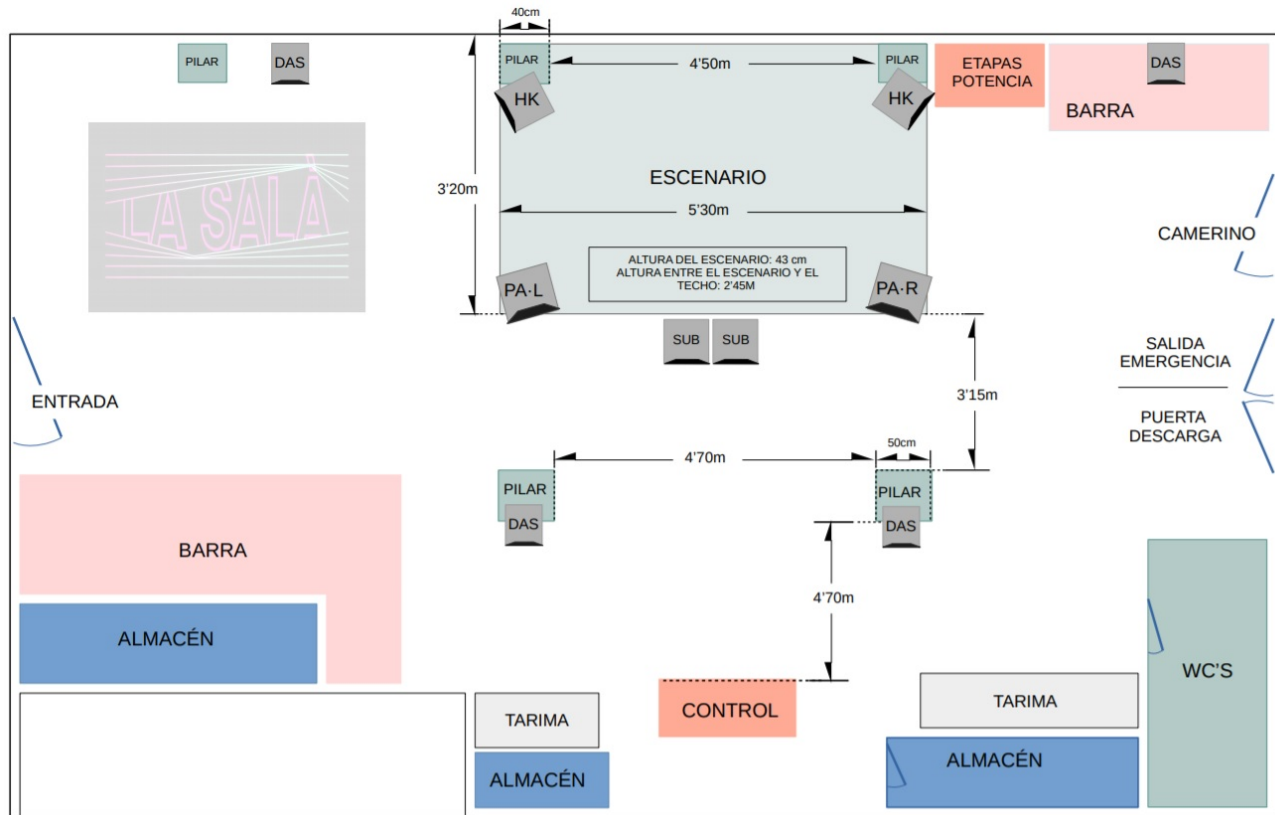 40cm
PILAR
DAS
PILAR
4'50m
PILAR
ETAPAS
POTENCIA
DAS
BARRA
HK
HK
3'20m
ESCENARIO
5'30m
LA SALÀ
CAMERINO
ALTURA DEL ESCENARIO: 43 cm
ALTURA ENTRE EL ESCENARIO Y EL
TECHO: 2'45M
PA·L
PA·R
SUB
SUB
SALIDA
EMERGENCIA
3'15m
ENTRADA
PUERTA
DESCARGA
4'70m
50cm
PILAR
PILAR
DAS
DAS
BARRA
4'70m
ALMACÉN
WC'S
TARIMA
CONTROL
TARIMA
ALMACÉN
ALMACÉN